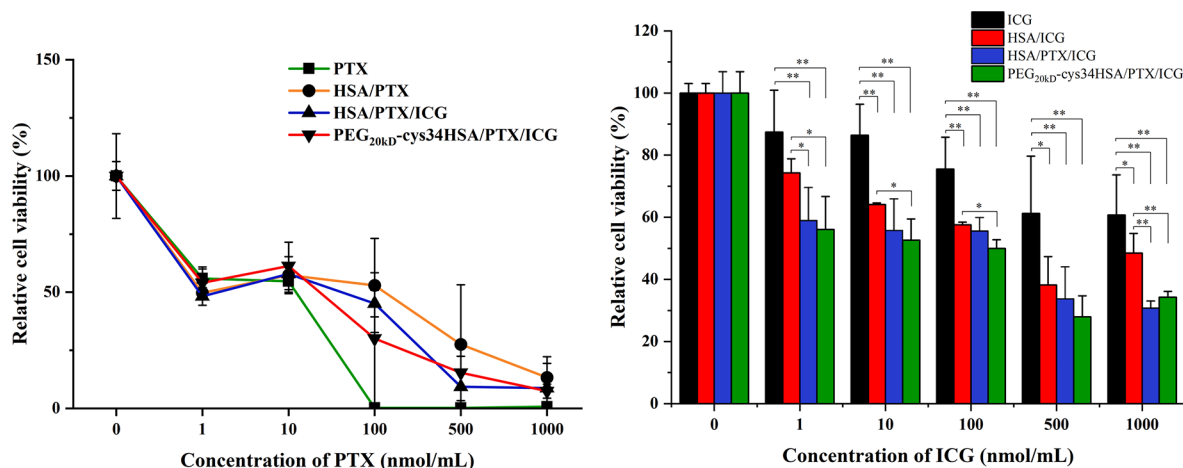 150
100
50
0
Relative cell viability (%)
PTX
HSA/PTX
HSA/PTX/ICG
PEG20kD-cys34HSA/PTX/ICG
0 1 10 100 500 1000
Concentration of PTX (nmol/mL)
120
100
80
60
40
20
0
Relative cell viability (%)
ICG
HSA/ICG
HSA/PTX/ICG
PEG20kD-cys34HSA/PTX/ICG
**
**
*
*
**
**
**
*
**
**
**
*
**
**
*
**
**
*
**
**
0 1 10 100 500 1000
Concentration of ICG (nmol/mL)